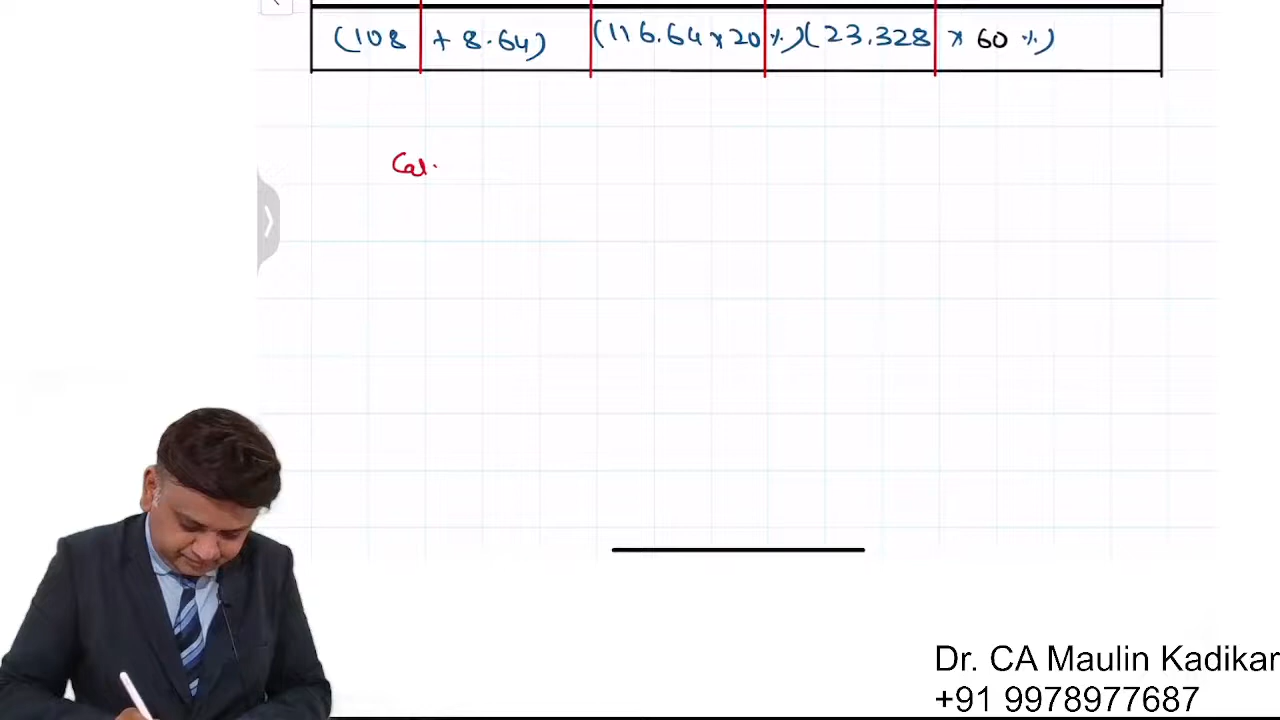 (108 + 8.64) (116.64 x 20 %) (23.328 x 60 %)
Cal.
Dr. CA Maulin Kadikar
+91 9978977687